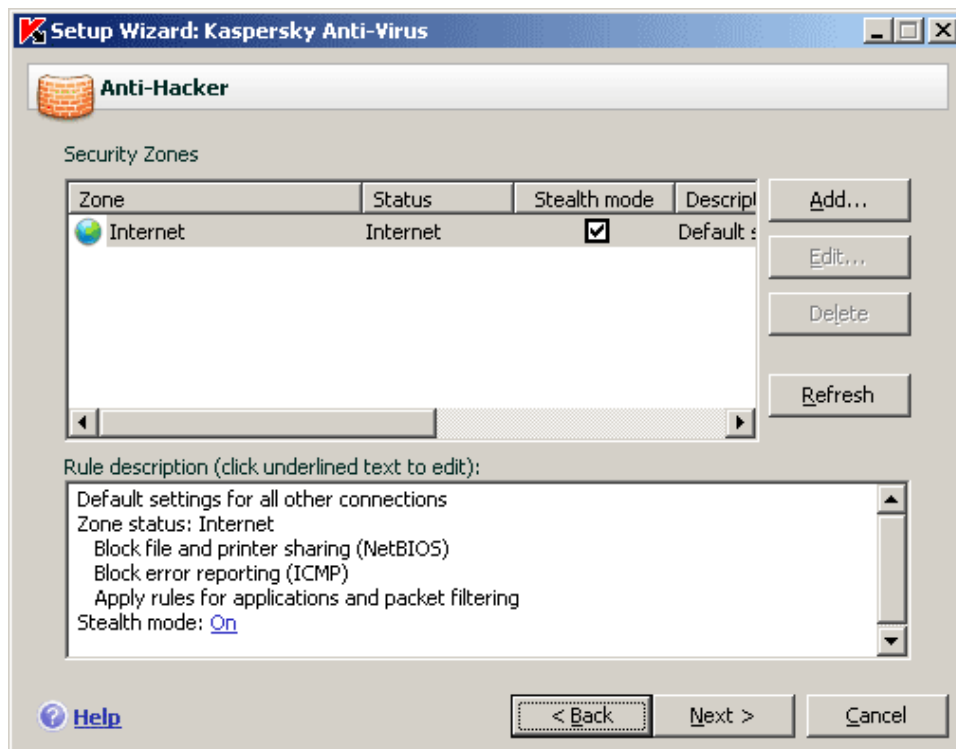 Setup Wizard: Kaspersky Anti-Virus
Anti-Hacker
Security Zones
Zone Status Stealth mode Descript
Internet Internet Default s
Add...
Edit...
Delete
Refresh
Rule description (click underlined text to edit):
Default settings for all other connections
Zone status: Internet
Block file and printer sharing (NetBIOS)
Block error reporting (ICMP)
Apply rules for applications and packet filtering
Stealth mode: On
Help
< Back
Next >
Cancel